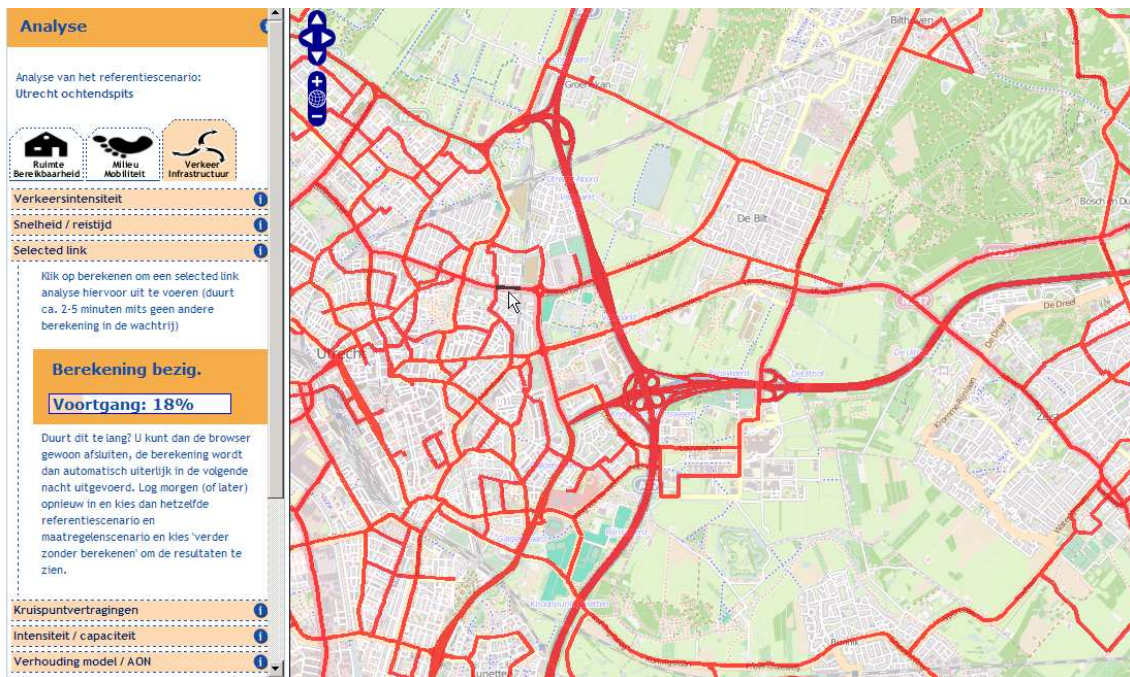 Analyse
Analyse van het referentiescenario:
Utrecht ochtendspits
Ruimte
Bereikbaarheid
Milieu
Mobiliteit
Verkeer
Infrastructuur
Verkeersintensiteit
Snelheid / reistijd
Selected link
Klik op berekenen om een selected link
analyse hiervoor uit te voeren (duurt
ca. 2-5 minuten mits geen andere
berekening in de wachtrij)
Berekening bezig.
Voortgang: 18%
Duurt dit te lang? U kunt dan de browser
gewoon afsluiten, de berekening wordt
dan automatisch uiterlijk in de volgende
nacht uitgevoerd. Log morgen (of later)
opnieuw in en kies dan hetzelfde
referentiescenario en
maatregelenscenario en kies 'verder
zonder berekenen' om de resultaten te
zien.
Kruispuntvertragingen
Intensiteit / capaciteit
Verhouding model / AON
Bilthoven
De Bilt
Utrecht
De Dreef
Kromme-Rijnlaan